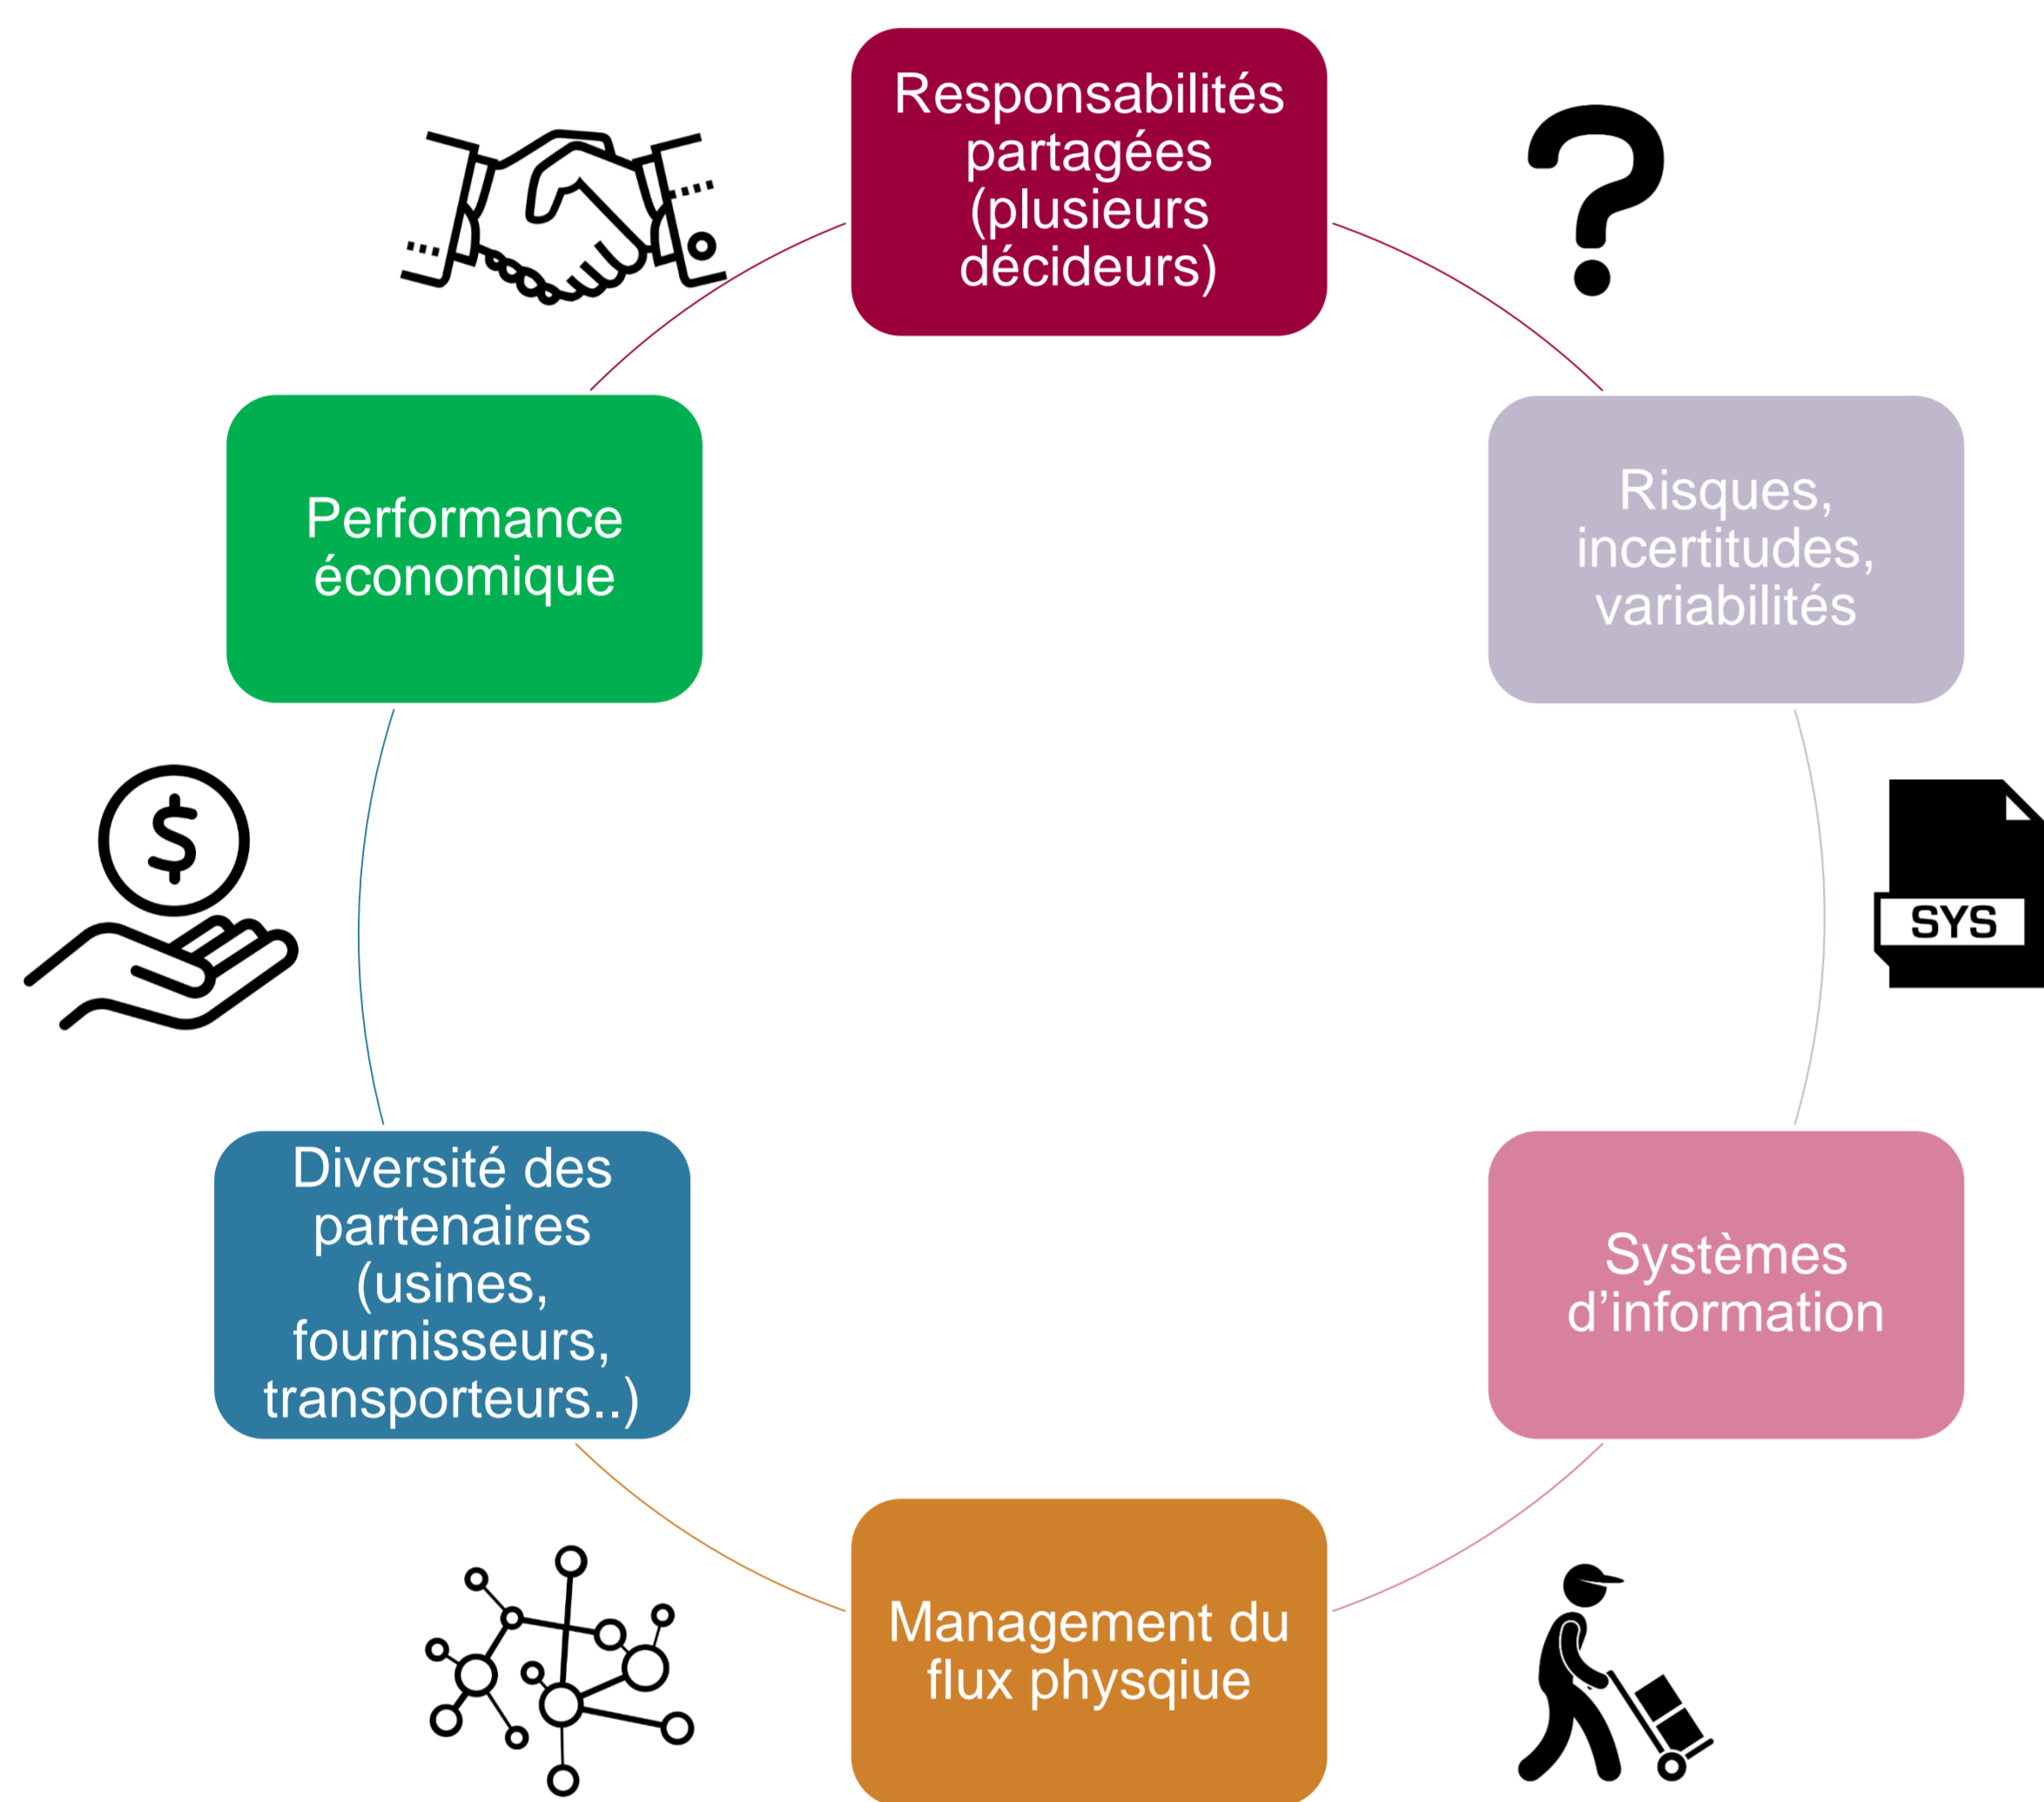 Responsabilités
partagées
(plusieurs
décideurs)
Performance
économique
Risques,
incertitudes,
variabilités
$
SYS
Diversité des
partenaires
(usines,
fournisseurs,
transporteurs..)
Systèmes
d'information
Management du
flux physqiue